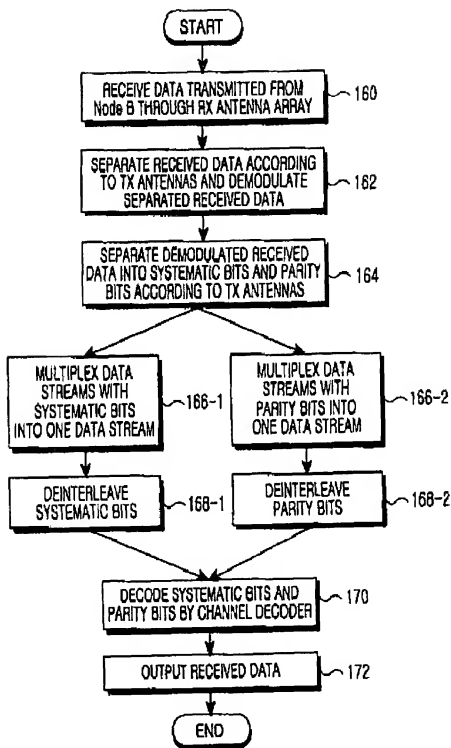 START
RECEIVE DATA TRANSMITTED FROM
Node B THROUGH RX ANTENNA ARRAY
160
SEPARATE RECEIVED DATA ACCORDING
TO TX ANTENNAS AND DEMODULATE
SEPARATED RECEIVED DATA
162
SEPARATE DEMODULATED RECEIVED
DATA INTO SYSTEMATIC BITS AND PARITY
BITS ACCORDING TO TX ANTENNAS
164
MULTIPLEX DATA
STREAMS WITH
SYSTEMATIC BITS
INTO ONE DATA STREAM
166-1
MULTIPLEX DATA
STREAMS WITH
PARITY BITS INTO
ONE DATA STREAM
166-2
DEINTERLEAVE
SYSTEMATIC BITS
168-1
DEINTERLEAVE
PARITY BITS
168-2
DECODE SYSTEMATIC BITS AND
PARITY BITS BY CHANNEL DECODER
170
OUTPUT RECEIVED DATA
172
END